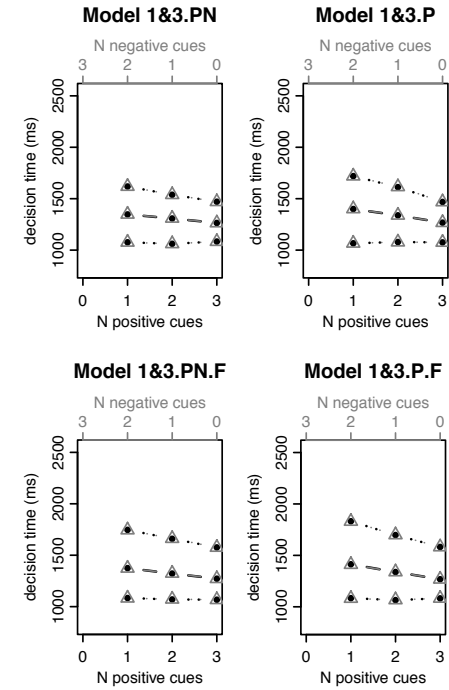 Model 1&3.PN
N negative cues
3 2 1 0
decision time (ms)
2500
2000
1500
1000
0 1 2 3
N positive cues
Model 1&3.P
N negative cues
3 2 1 0
decision time (ms)
2500
2000
1500
1000
0 1 2 3
N positive cues
Model 1&3.PN.F
N negative cues
3 2 1 0
decision time (ms)
2500
2000
1500
1000
0 1 2 3
N positive cues
Model 1&3.P.F
N negative cues
3 2 1 0
decision time (ms)
2500
2000
1500
1000
0 1 2 3
N positive cues